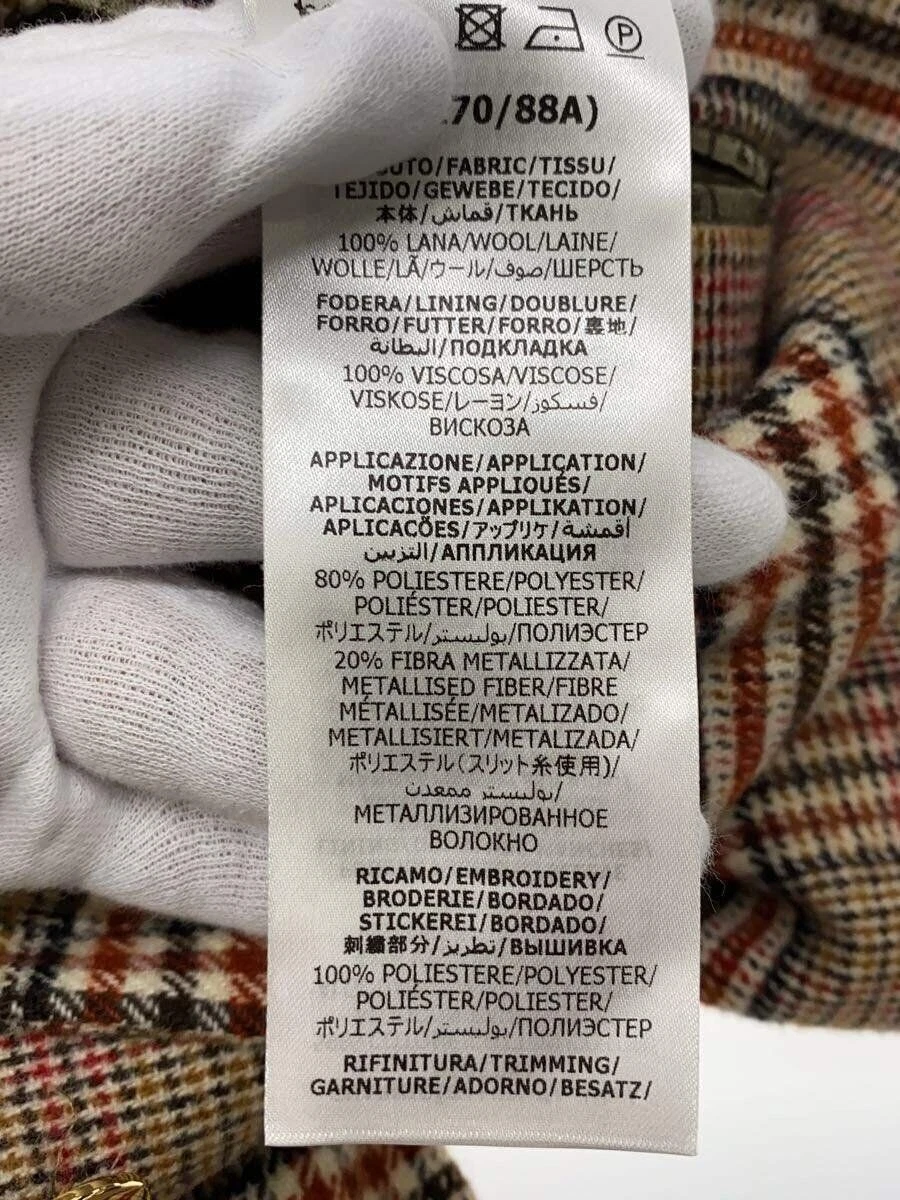 P
70/88A)
/FABRIC/TISSU/
TEJIDO/GEWEBE/TECIDO/
本体/قماش/ТКАНЬ
100% LANA/WOOL/LAINE/
WOLLE/LÃ/ウール/صوف/ШЕРСТЬ
FODERA/LINING/DOUBLURE/
FORRO/FUTTER/FORRO/裏地/
البطانة/ПОДКЛАДКА
100% VISCOSA/VISCOSE/
VISKOSE/レーヨン/فسكوز/
ВИСКОЗА
APPLICAZIONE/APPLICATION/
MOTIFS APPLIQUÉS/
APLICACIONES/APPLIKATION/
APLICACÕES/アップリケ/أقمشة
التزيين/АППЛИКАЦИЯ
80% POLIESTERE/POLYESTER/
POLIÉSTER/POLIESTER/
ポリエステル/بوليستر/ПОЛИЭСТЕР
20% FIBRA METALLIZZATA/
METALLISED FIBER/FIBRE
MÉTALLISÉE/METALIZADO/
METALLISIERT/METALIZADA/
ポリエステル(スリット糸使用)/
بوليستر ممعدن/
МЕТАЛЛИЗИРОВАННОЕ
ВОЛОКНО
RICAMO/EMBROIDERY/
BRODERIE/BORDADO/
STICKEREI/BORDADO/
刺繍部分/تطريز/ВЫШИВКА
100% POLIESTERE/POLYESTER/
POLIÉSTER/POLIESTER/
ポリエステル/بوليستر/ПОЛИЭСТЕР
RIFINITURA/TRIMMING/
GARNITURE/ADORNO/BESATZ/